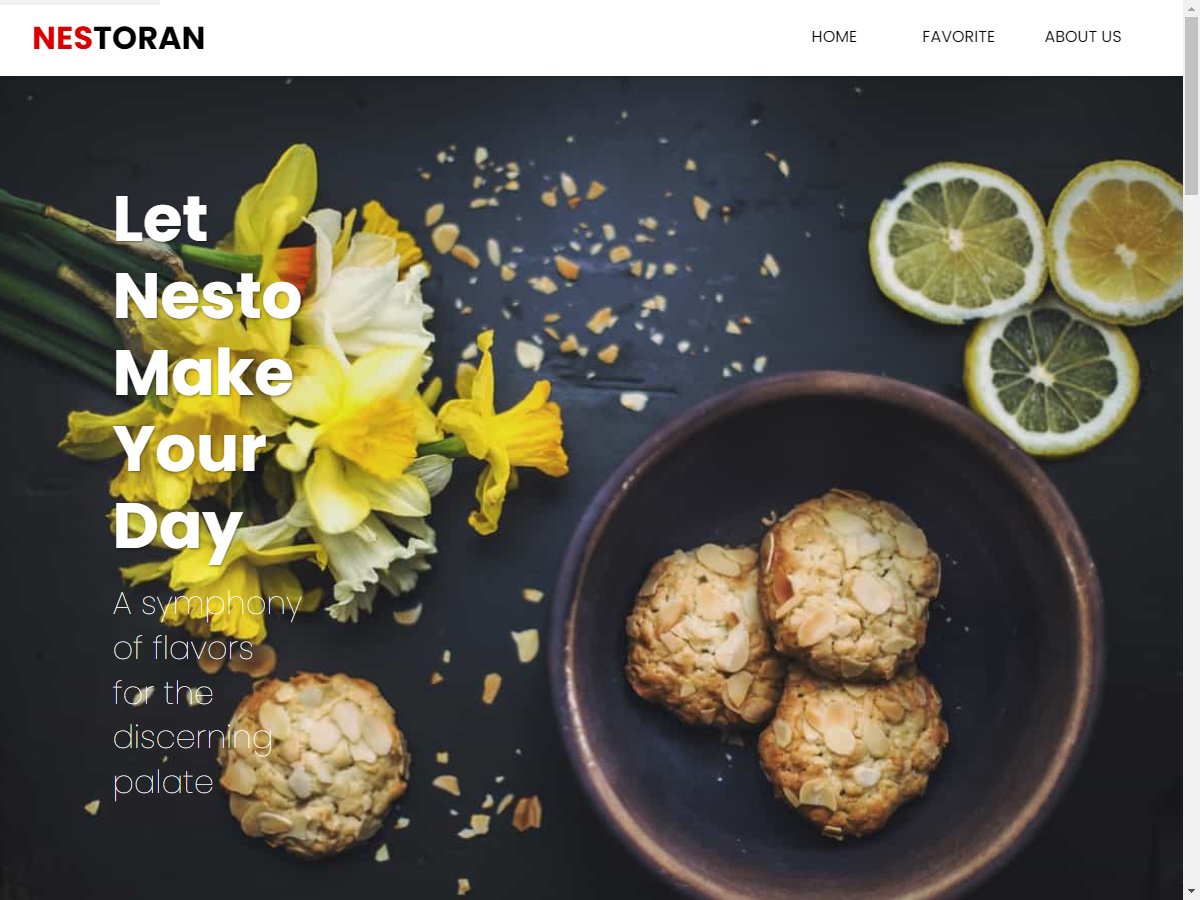 NESTORAN
HOME
FAVORITE
ABOUT US
Let
Nesto
Make
Your
Day
A symphony
of flavors
for the
discerning
palate